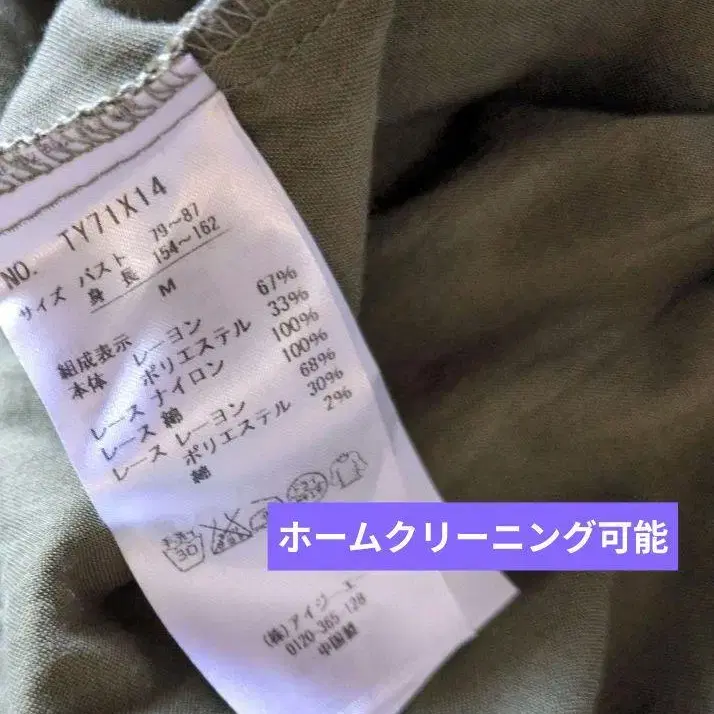 NO. TY71X14
サイズ バスト 79~87
身長 154~162
M
組成表示
本体 レーヨン 67%
ポリエステル 33%
レース ナイロン 100%
レース 綿 100%
レース レーヨン 68%
ポリエステル 30%
綿 2%
30
ホームクリーニング可能
(株)アイジーエー
0120-365-128
中国製